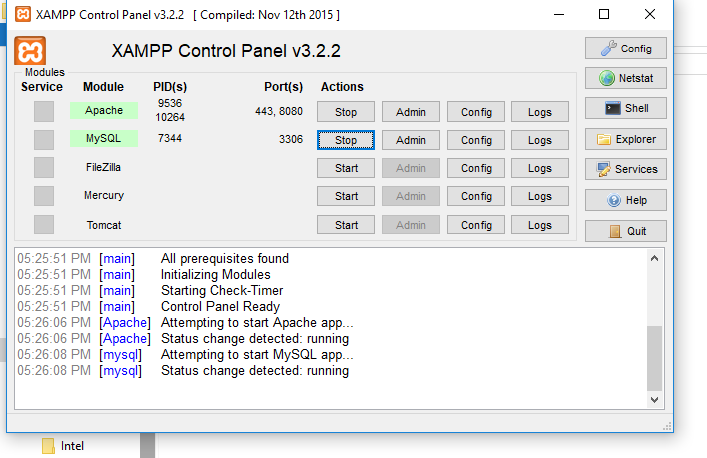 XAMPP Control Panel v3.2.2 [ Compiled: Nov 12th 2015 ]
XAMPP Control Panel v3.2.2
Config
Modules
Service Module PID(s) Port(s) Actions
Netstat
Apache 9536 10264 443, 8080 Stop Admin Config Logs
Shell
MySQL 7344 3306 Stop Admin Config Logs
Explorer
FileZilla Start Admin Config Logs
Services
Mercury Start Admin Config Logs
Help
Tomcat Start Admin Config Logs
Quit
05:25:51 PM [main] All prerequisites found
05:25:51 PM [main] Initializing Modules
05:25:51 PM [main] Starting Check-Timer
05:25:51 PM [main] Control Panel Ready
05:26:06 PM [Apache] Attempting to start Apache app...
05:26:06 PM [Apache] Status change detected: running
05:26:08 PM [mysql] Attempting to start MySQL app...
05:26:08 PM [mysql] Status change detected: running
Intel